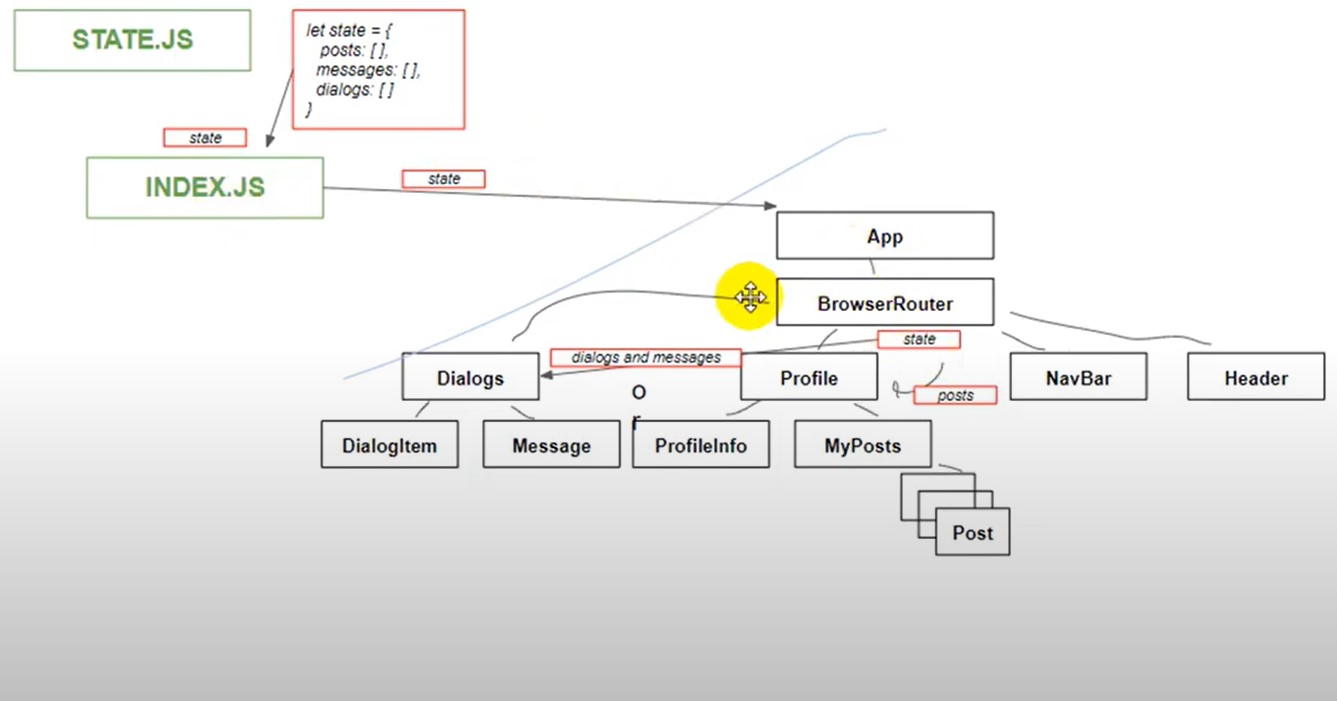 STATE.JS
let state = {
posts: [ ],
messages: [ ],
dialogs: [ ]
}
state
INDEX.JS
state
App
BrowserRouter
state
dialogs and messages
Dialogs
o
r
Profile
posts
NavBar
Header
DialogItem
Message
ProfileInfo
MyPosts
Post